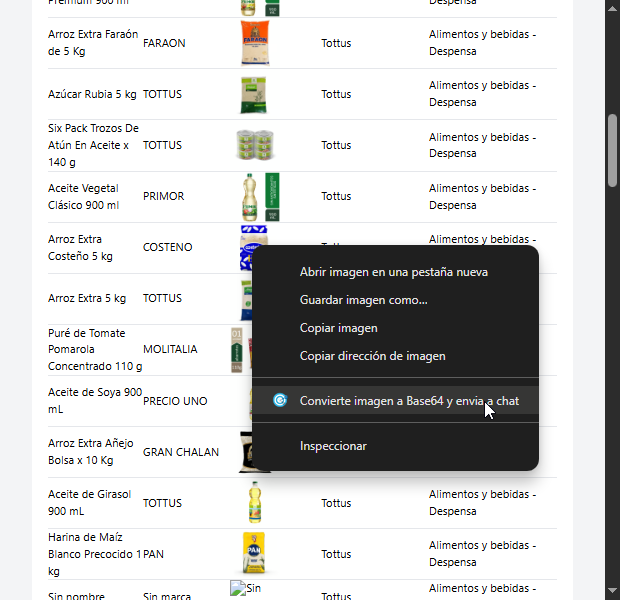 Premium 900 ml
Despensa
Arroz Extra Faraón de 5 Kg
FARAON
Tottus
Alimentos y bebidas - Despensa
Azúcar Rubia 5 kg
TOTTUS
Tottus
Alimentos y bebidas - Despensa
Six Pack Trozos De Atún En Aceite x 140 g
TOTTUS
Tottus
Alimentos y bebidas - Despensa
Aceite Vegetal Clásico 900 ml
PRIMOR
Tottus
Alimentos y bebidas - Despensa
Arroz Extra Costeño 5 kg
COSTENO
Alimentos y bebidas -
Arroz Extra 5 kg
TOTTUS
Puré de Tomate Pomarola Concentrado 110 g
MOLITALIA
Aceite de Soya 900 mL
PRECIO UNO
Arroz Extra Añejo Bolsa x 10 Kg
GRAN CHALAN
Abrir imagen en una pestaña nueva
Guardar imagen como...
Copiar imagen
Copiar dirección de imagen
Convierte imagen a Base64 y envia a chat
Inspeccionar
Aceite de Girasol 900 mL
TOTTUS
Tottus
Alimentos y bebidas - Despensa
Harina de Maíz Blanco Precocido 1 kg
PAN
Tottus
Alimentos y bebidas - Despensa
Sin nombre
Sin marca
Sin
Tottus
Alimentos y bebidas -